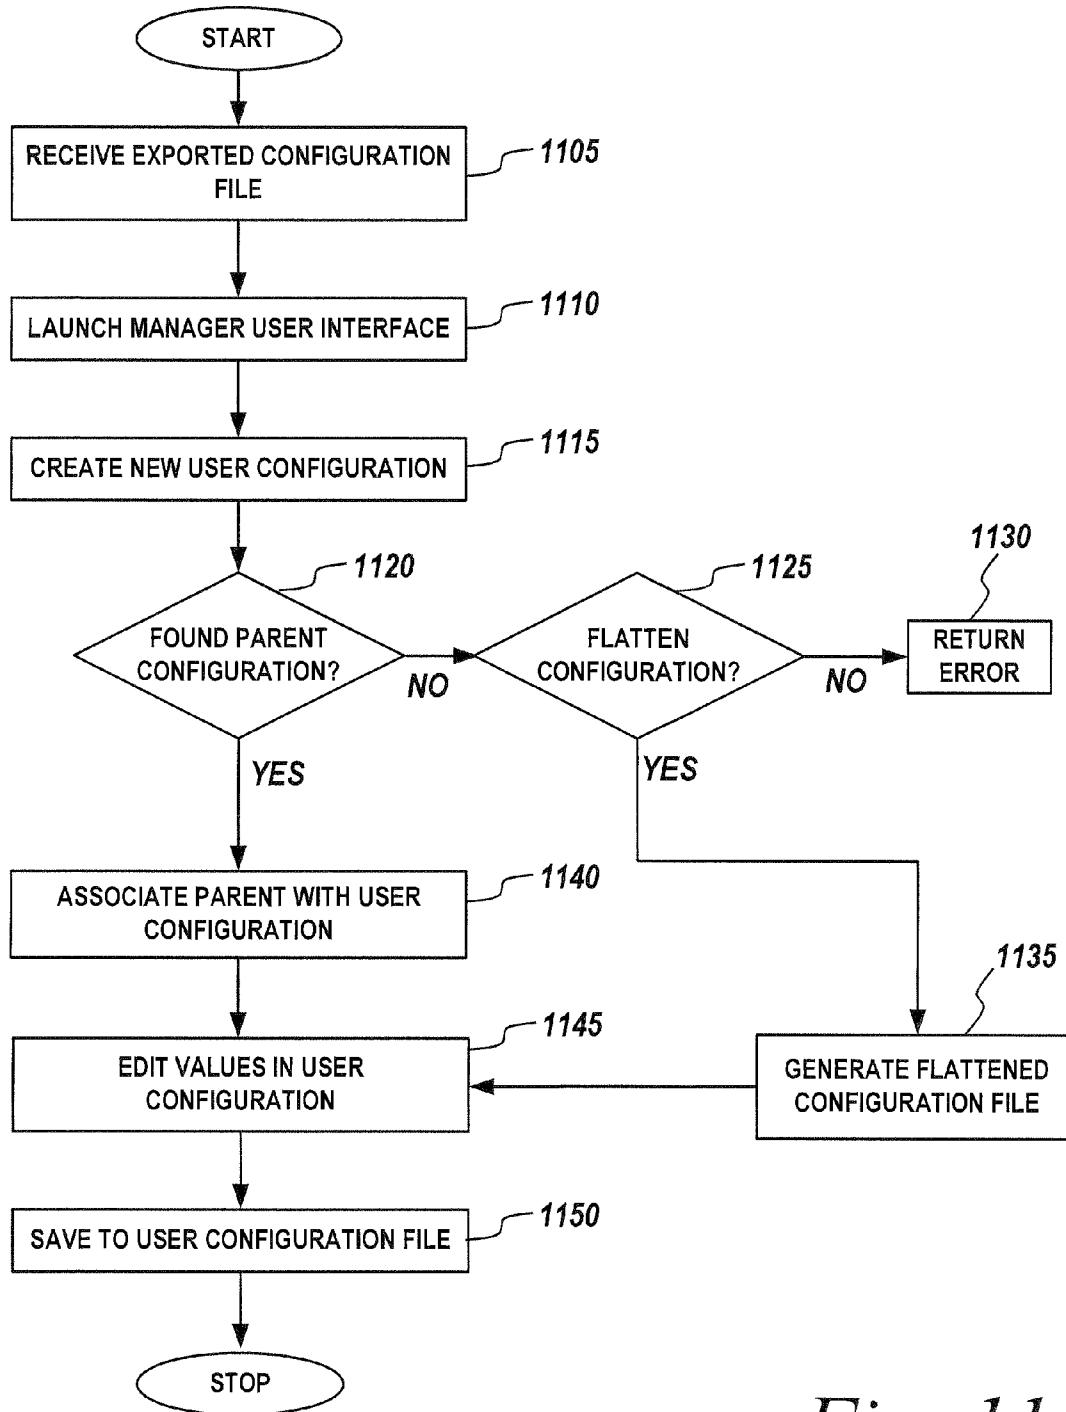 START
RECEIVE EXPORTED CONFIGURATION
FILE
1105
LAUNCH MANAGER USER INTERFACE
1110
CREATE NEW USER CONFIGURATION
1115
FOUND PARENT
CONFIGURATION?
1120
NO
YES
FLATTEN
CONFIGURATION?
1125
NO
YES
1130
RETURN
ERROR
ASSOCIATE PARENT WITH USER
CONFIGURATION
1140
1135
GENERATE FLATTENED
CONFIGURATION FILE
EDIT VALUES IN USER
CONFIGURATION
1145
SAVE TO USER CONFIGURATION FILE
1150
STOP